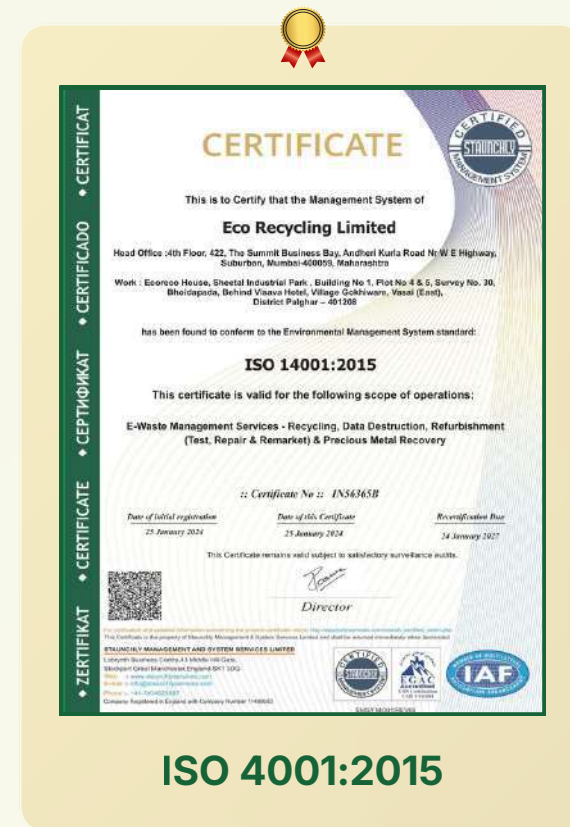 CERTIFICATE
This is to Certify that the Management System of
Eco Recycling Limited
Head Office :4th Floor, 422, The Summit Business Bay, Andheri Kurla Road Nr W E Highway,
Suburbon, Mumbai-400059, Maharashtra
Work : Ecoreco House, Sheetal Industrial Park , Building No 1, Plot No 4 & 5, Survey No. 30,
Bhoidapada, Behind Vaava Hotel, Village Gokhiware, Vasai (East),
District Palghar – 401208
has been found to conform to the Environmental Management System standard:
ISO 14001:2015
This certificate is valid for the following scope of operations:
E-Waste Management Services - Recycling, Data Destruction, Refurbishment
(Test, Repair & Remarket) & Precious Metal Recovery
:: Certificate No :: IN56365B
Date of initial registration
Date of this Certificate
Recertification Due
25 January 2024
25 January 2024
24 January 2027
This Certificate remains valid subject to satisfactory surveillance audits.
Director
STAUNCHLY MANAGEMENT AND SYSTEM SERVICES LIMITED
CERTIFIED
STAUNCHLY
MANAGEMENT SYSTEM
CERTIFIED
STAUNCHLY
EGAC
IAF
◆ ZERTIFIKAT ◆ CERTIFICATE ◆ СЕРТИФИКАТ ◆ CERTIFICADO ◆ CERTIFICAT
ISO 4001:2015